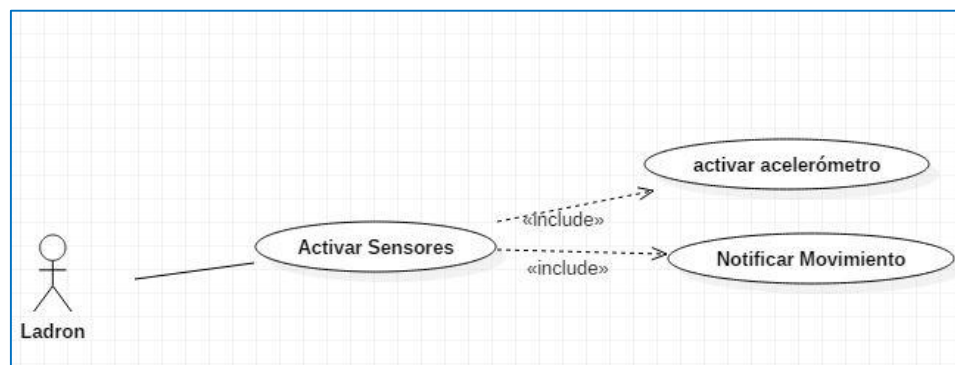 activar acelerómetro
«include»
Activar Sensores
Notificar Movimiento
«include»
Ladron